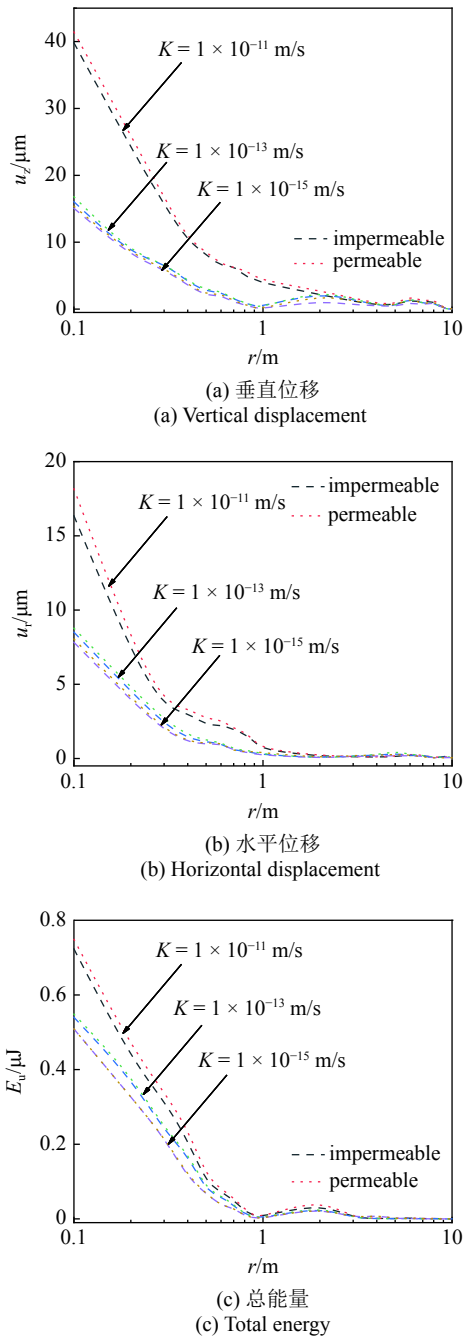 40
30
20
10
0
u_z/μm
K = 1 × 10⁻¹¹ m/s
K = 1 × 10⁻¹³ m/s
K = 1 × 10⁻¹⁵ m/s
impermeable
permeable
0.1 1 10
r/m
(a) 垂直位移
(a) Vertical displacement
20
15
10
5
0
u_r/μm
impermeable
permeable
K = 1 × 10⁻¹¹ m/s
K = 1 × 10⁻¹³ m/s
K = 1 × 10⁻¹⁵ m/s
0.1 1 10
r/m
(b) 水平位移
(b) Horizontal displacement
0.8
0.6
0.4
0.2
0
E_u/μJ
K = 1 × 10⁻¹¹ m/s
K = 1 × 10⁻¹³ m/s
K = 1 × 10⁻¹⁵ m/s
impermeable
permeable
0.1 1 10
r/m
(c) 总能量
(c) Total energy